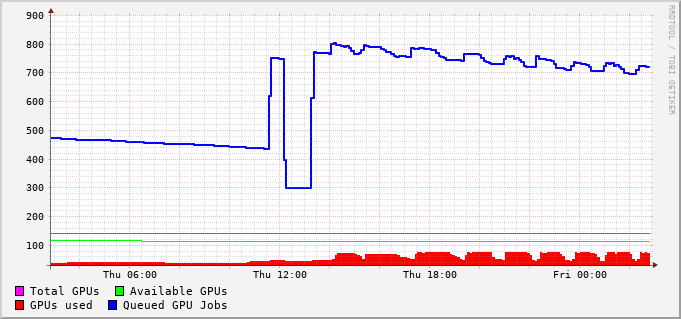 900
800
700
600
500
400
300
200
100
Thu 06:00 Thu 12:00 Thu 18:00 Fri 00:00
Total GPUs Available GPUs
GPUs used Queued GPU Jobs
RRDTOOL / TOBI OETIKER